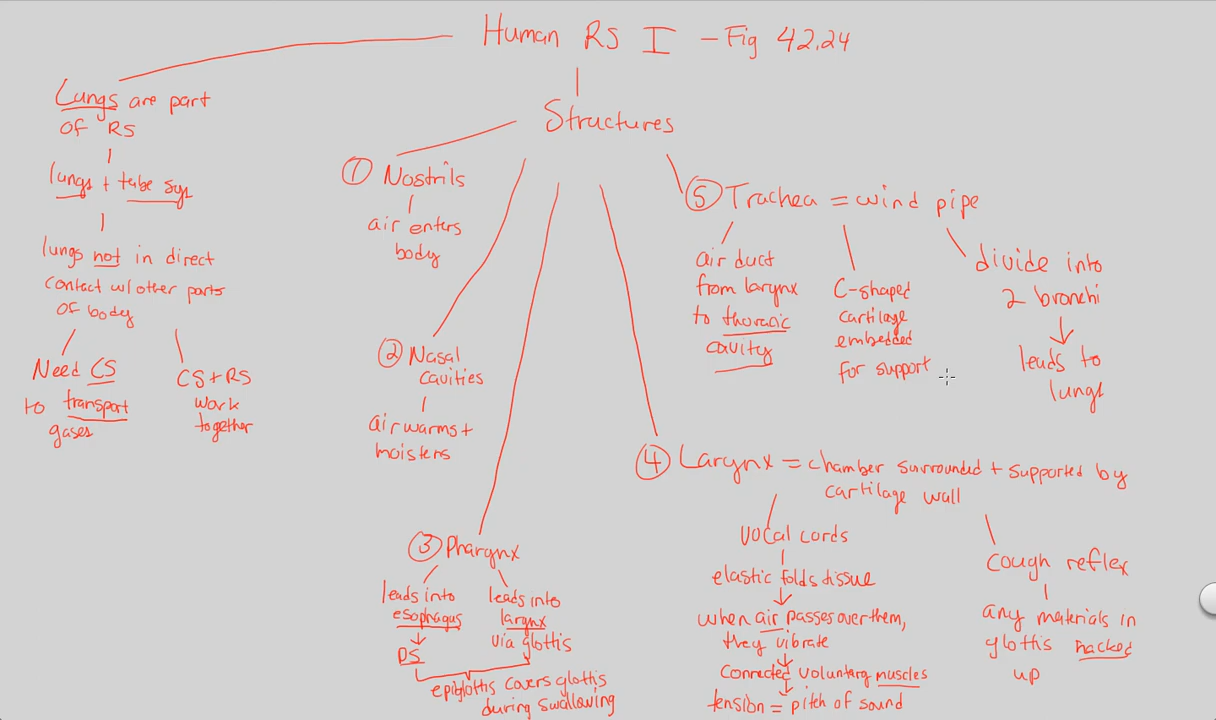 Human RS I - Fig 42.24
Lungs are part
of RS
lungs + tube sys
lungs not in direct
contact w/ other parts
of body
Need CS
to transport
gases
CS + RS
work
together
Structures
① Nostrils
air enters
body
② Nasal
cavities
air warms +
moistens
③ Pharynx
leads into
esophagus
DS
leads into
larynx
via glottis
epiglottis covers glottis
during swallowing
④ Larynx = chamber surrounded + supported by
cartilage wall
vocal cords
elastic folds tissue
when air passes over them,
they vibrate
connected voluntary muscles
tension = pitch of sound
cough reflex
any materials in
glottis hacked
up
⑤ Trachea = wind pipe
air duct
from larynx
to thoracic
cavity
C-shaped
cartilage
embedded
for support
divide into
2 bronchi
leads to
lungs